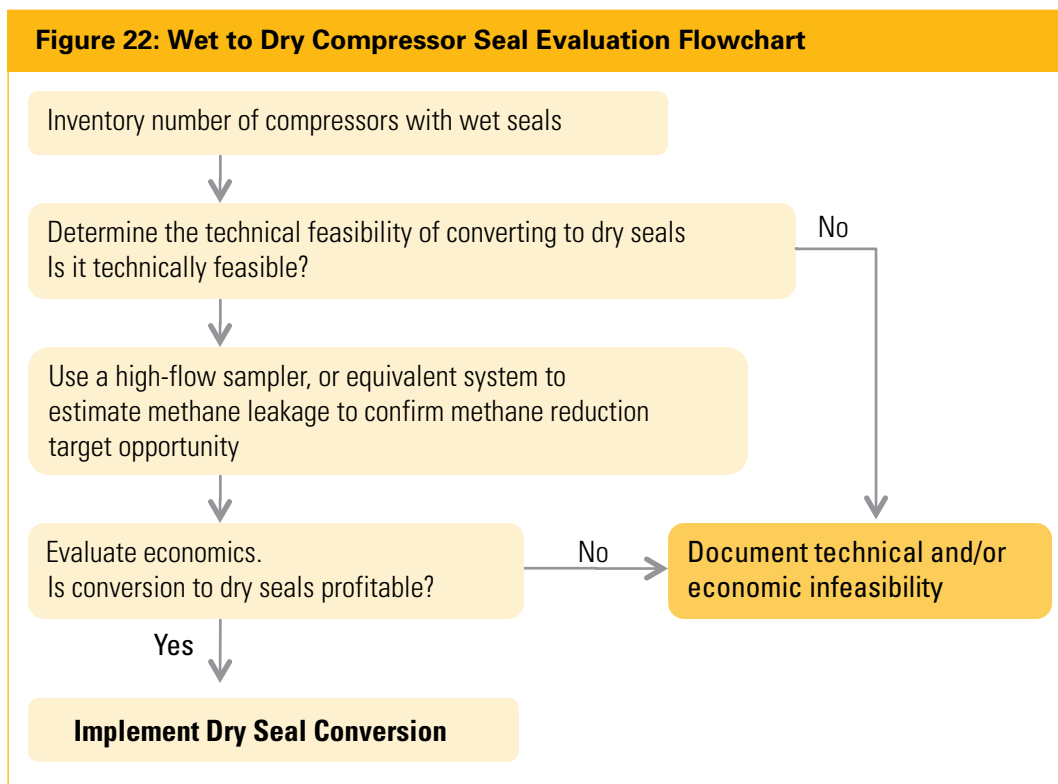 Figure 22: Wet to Dry Compressor Seal Evaluation Flowchart
Inventory number of compressors with wet seals
Determine the technical feasibility of converting to dry seals
Is it technically feasible?
No
Use a high-flow sampler, or equivalent system to
estimate methane leakage to confirm methane reduction
target opportunity
Evaluate economics.
Is conversion to dry seals profitable?
No
Document technical and/or
economic infeasibility
Yes
Implement Dry Seal Conversion